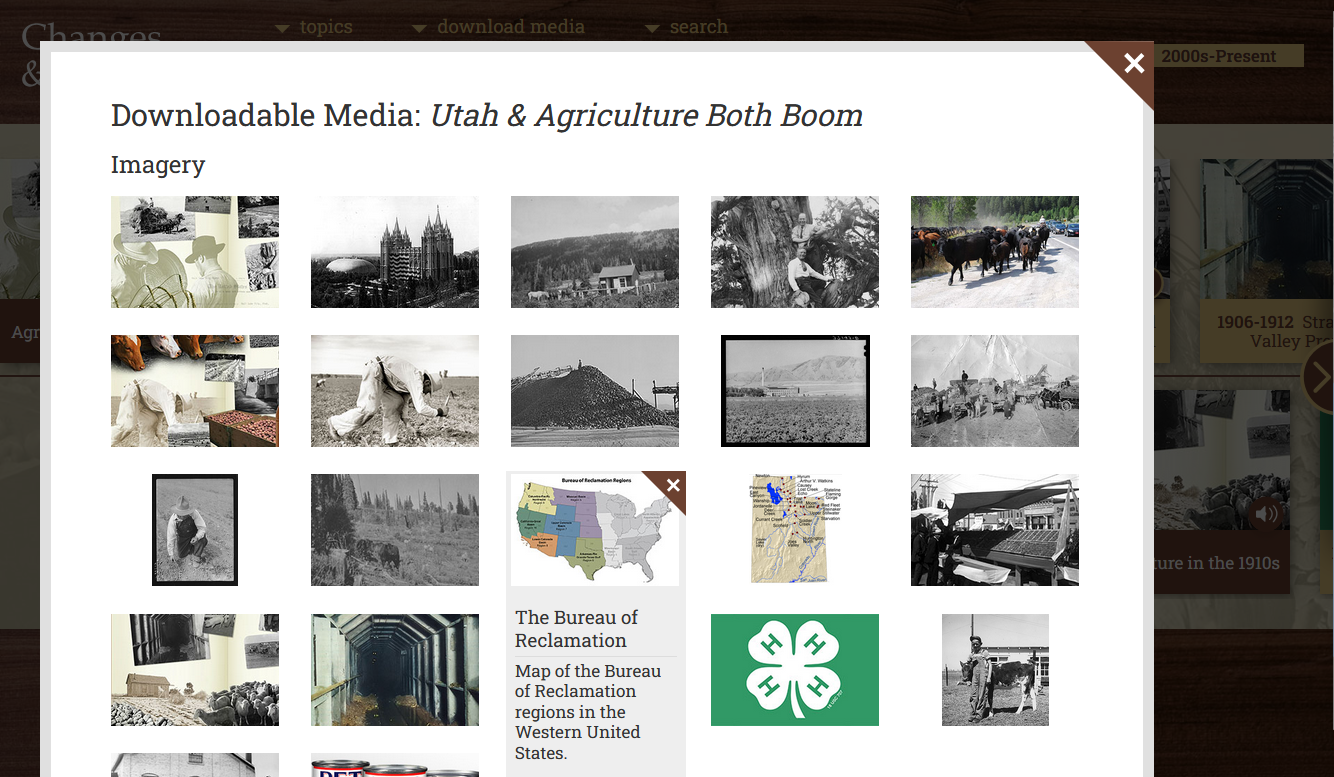 Changes
&
topics
download media
search
2000s-Present
Downloadable Media: Utah & Agriculture Both Boom
Imagery
Agr
1906-1912 Stra
Valley Pro
Bureau of Reclamation Regions
The Bureau of
Reclamation
Map of the Bureau
of Reclamation
regions in the
Western United
States.
H H
H H
ture in the 1910s
PET